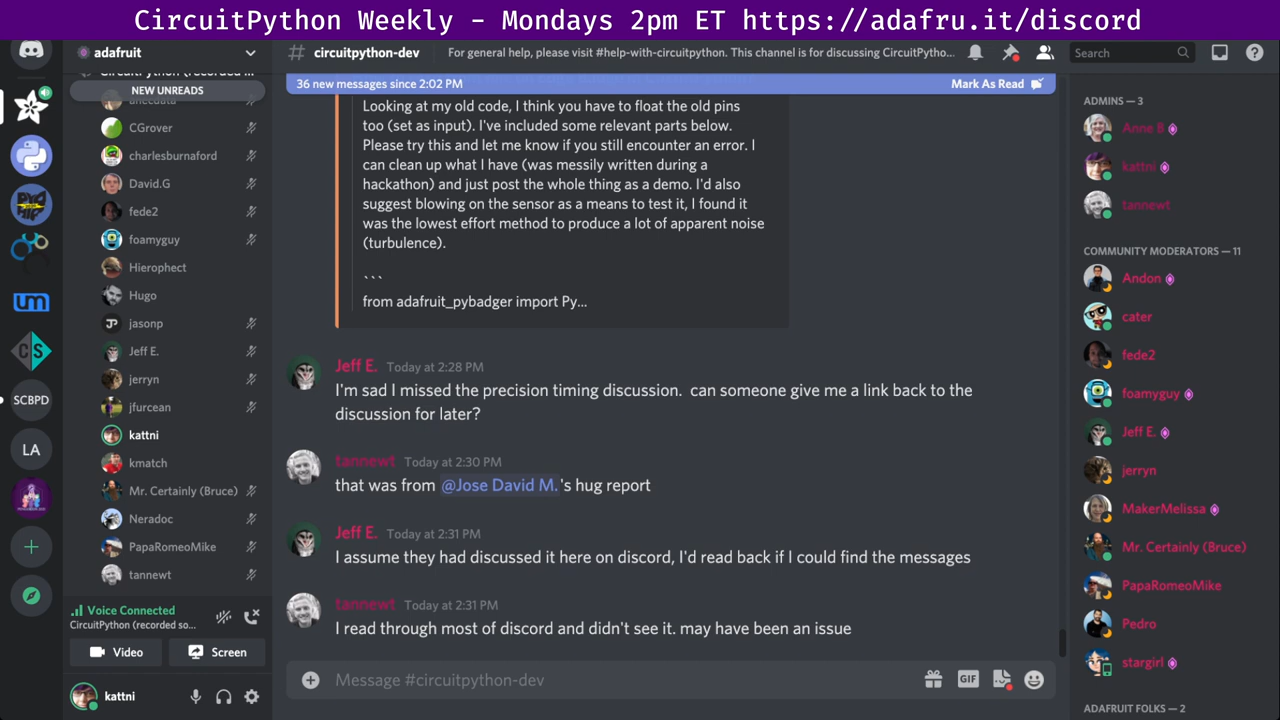 CircuitPython Weekly - Mondays 2pm ET https://adafru.it/discord
adafruit
CircuitPython (recorded ...
NEW UNREADS
anecdata
CGrover
charlesburnaford
David.G
fede2
foamyguy
Hierophect
Hugo
jasonp
Jeff E.
jerryn
jfurcean
kattni
kmatch
Mr. Certainly (Bruce)
Neradoc
PapaRomeoMike
tannewt
Voice Connected
CircuitPython (recorded so...
Video
Screen
kattni
SCBPD
LA
um
CS
# circuitpython-dev
For general help, please visit #help-with-circuitpython. This channel is for discussing CircuitPytho...
Search
36 new messages since 2:02 PM
Mark As Read
Looking at my old code, I think you have to float the old pins
too (set as input). I've included some relevant parts below.
Please try this and let me know if you still encounter an error. I
can clean up what I have (was messily written during a
hackathon) and just post the whole thing as a demo. I'd also
suggest blowing on the sensor as a means to test it, I found it
was the lowest effort method to produce a lot of apparent noise
(turbulence).
```
from adafruit_pybadger import Py...
Jeff E. Today at 2:28 PM
I'm sad I missed the precision timing discussion. can someone give me a link back to the
discussion for later?
tannewt Today at 2:30 PM
that was from @Jose David M.'s hug report
Jeff E. Today at 2:31 PM
I assume they had discussed it here on discord, I'd read back if I could find the messages
tannewt Today at 2:31 PM
I read through most of discord and didn't see it. may have been an issue
Message #circuitpython-dev
GIF
ADMINS — 3
Anne B
kattni
tannewt
COMMUNITY MODERATORS — 11
Andon
cater
fede2
foamyguy
Jeff E.
jerryn
MakerMelissa
Mr. Certainly (Bruce)
PapaRomeoMike
Pedro
stargirl
ADAFRUIT FOLKS — 2